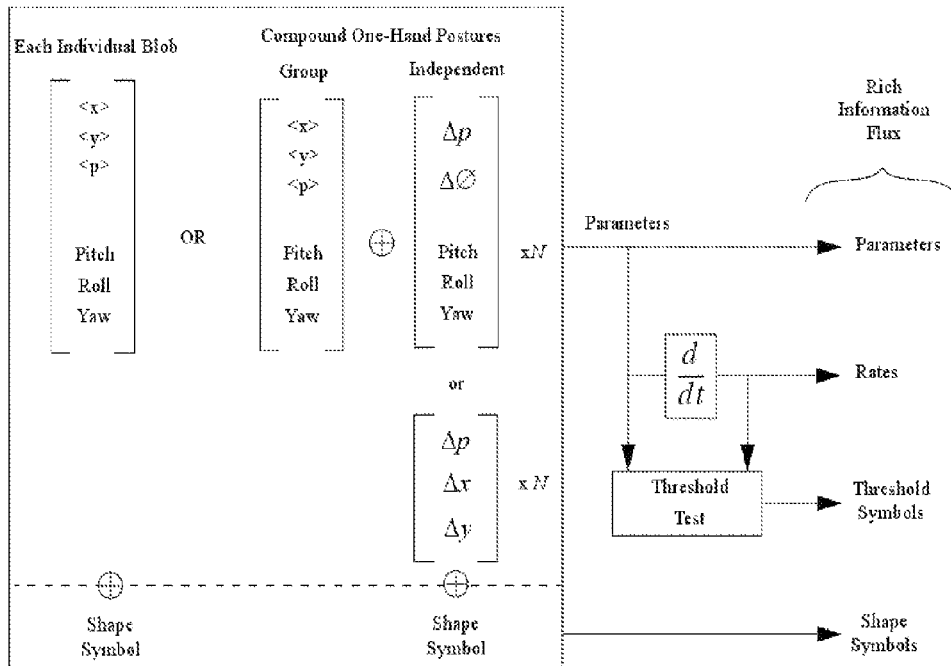 Each Individual Blob
Compound One-Hand Postures
Group
Independent
<x>
<y>
<p>
Pitch
Roll
Yaw
OR
<x>
<y>
<p>
Pitch
Roll
Yaw
⊕
Δp
Δ∅
Pitch
Roll
Yaw
xN
or
Δp
Δx
Δy
x N
⊕
Shape
Symbol
⊕
Shape
Symbol
Rich
Information
Flux
Parameters
Parameters
d
dt
Rates
Threshold
Test
Threshold
Symbols
Shape
Symbols